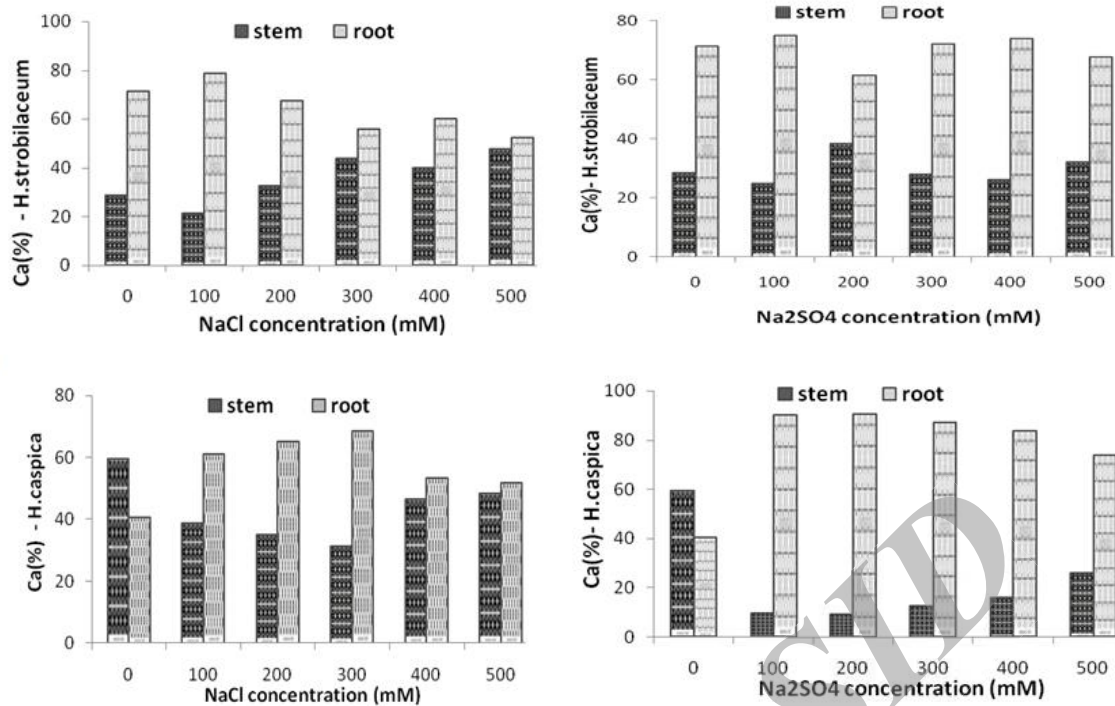 100
80
60
40
20
0
Ca(%) - H.strobilaceum
stem root
0 100 200 300 400 500
NaCl concentration (mM)
80
60
40
20
0
Ca(%)- H.strobilaceum
stem root
0 100 200 300 400 500
Na2SO4 concentration (mM)
80
60
40
20
0
Ca(%) - H.caspica
stem root
0 100 200 300 400 500
NaCl concentration (mM)
100
80
60
40
20
0
Ca(%)- H.caspica
stem root
0 100 200 300 400 500
Na2SO4 concentration (mM)
SID